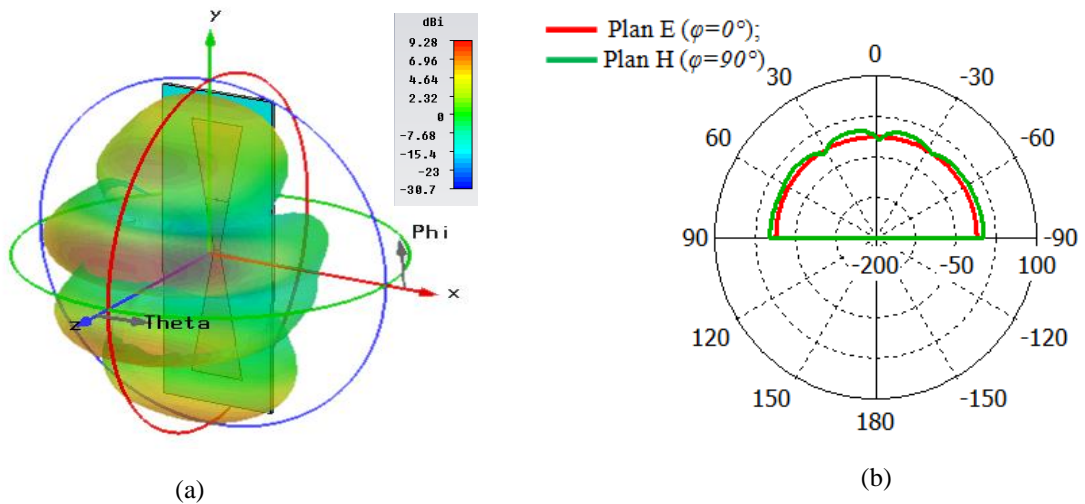 y
dBi
9.28
6.96
4.64
2.32
0
-7.68
-15.4
-23
-30.7
Phi
x
z
Theta
(a)
Plan E (φ=0°);
Plan H (φ=90°)
0
30
-30
60
-60
90
-200
-50
100
-90
120
-120
150
-150
180
(b)